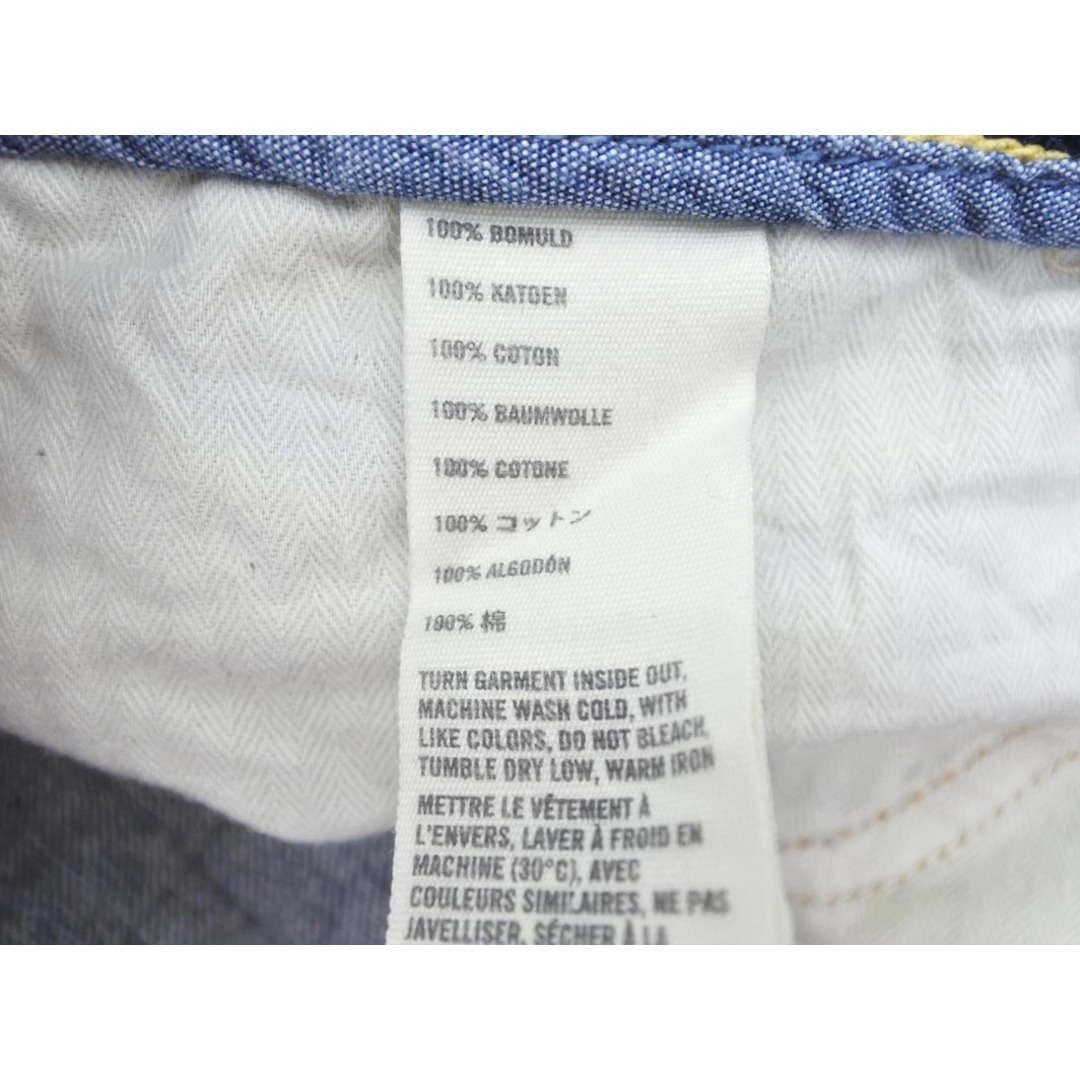 100% BOMULD
100% KATOEN
100% COTON
100% BAUMWOLLE
100% COTONE
100% コットン
100% ALGODÓN
100% 棉
TURN GARMENT INSIDE OUT,
MACHINE WASH COLD, WITH
LIKE COLORS, DO NOT BLEACH,
TUMBLE DRY LOW, WARM IRON
METTRE LE VÊTEMENT À
L'ENVERS, LAVER À FROID EN
MACHINE (30°C), AVEC
COULEURS SIMILAIRES, NE PAS
JAVELLISER, SÉCHER À LA